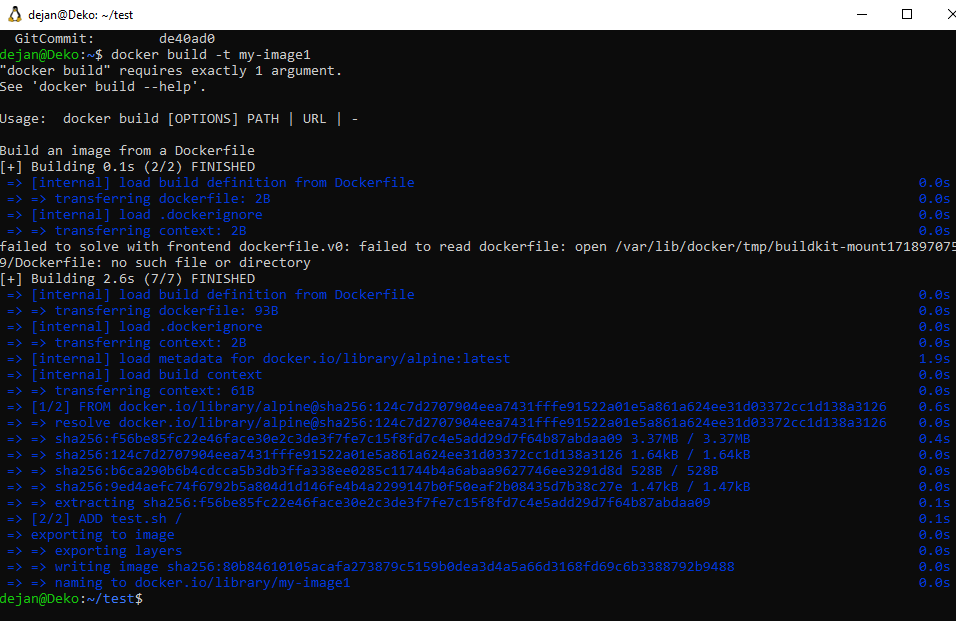 dejan@Deko: ~/test
GitCommit: de40ad0
dejan@Deko:~$ docker build -t my-image1
"docker build" requires exactly 1 argument.
See 'docker build --help'.
Usage:  docker build [OPTIONS] PATH | URL | -
Build an image from a Dockerfile
[+] Building 0.1s (2/2) FINISHED
=> [internal] load build definition from Dockerfile 0.0s
=> => transferring dockerfile: 2B 0.0s
=> [internal] load .dockerignore 0.0s
=> => transferring context: 2B 0.0s
failed to solve with frontend dockerfile.v0: failed to read dockerfile: open /var/lib/docker/tmp/buildkit-mount171897075
9/Dockerfile: no such file or directory
[+] Building 2.6s (7/7) FINISHED
=> [internal] load build definition from Dockerfile 0.0s
=> => transferring dockerfile: 93B 0.0s
=> [internal] load .dockerignore 0.0s
=> => transferring context: 2B 0.0s
=> [internal] load metadata for docker.io/library/alpine:latest 1.9s
=> [internal] load build context 0.0s
=> => transferring context: 61B 0.0s
=> [1/2] FROM docker.io/library/alpine@sha256:124c7d2707904eea7431fffe91522a01e5a861a624ee31d03372cc1d138a3126 0.6s
=> => resolve docker.io/library/alpine@sha256:124c7d2707904eea7431fffe91522a01e5a861a624ee31d03372cc1d138a3126 0.0s
=> => sha256:f56be85fc22e46face30e2c3de3f7fe7c15f8fd7c4e5add29d7f64b87abdaa09 3.37MB / 3.37MB 0.4s
=> => sha256:124c7d2707904eea7431fffe91522a01e5a861a624ee31d03372cc1d138a3126 1.64kB / 1.64kB 0.0s
=> => sha256:b6ca290b6b4cdcca5b3db3ffa338ee0285c11744b4a6abaa9627746ee3291d8d 528B / 528B 0.0s
=> => sha256:9ed4aefc74f6792b5a804d1d146fe4b4a2299147b0f50eaf2b08435d7b38c27e 1.47kB / 1.47kB 0.0s
=> => extracting sha256:f56be85fc22e46face30e2c3de3f7fe7c15f8fd7c4e5add29d7f64b87abdaa09 0.1s
=> [2/2] ADD test.sh / 0.1s
=> exporting to image 0.0s
=> => exporting layers 0.0s
=> => writing image sha256:80b84610105acafa273879c5159b0dea3d4a5a66d3168fd69c6b3388792b9488 0.0s
=> => naming to docker.io/library/my-image1 0.0s
dejan@Deko:~/test$